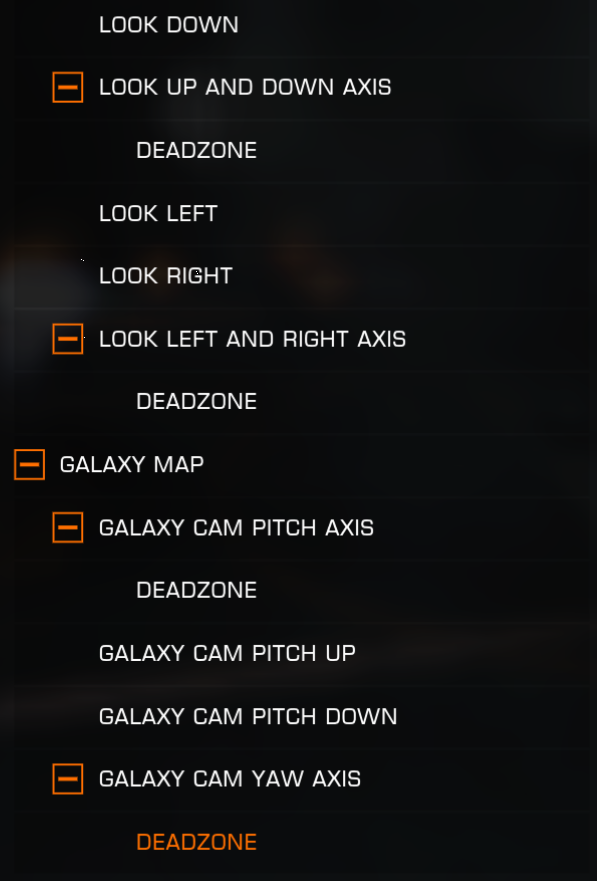 LOOK DOWN
LOOK UP AND DOWN AXIS
DEADZONE
LOOK LEFT
LOOK RIGHT
LOOK LEFT AND RIGHT AXIS
DEADZONE
GALAXY MAP
GALAXY CAM PITCH AXIS
DEADZONE
GALAXY CAM PITCH UP
GALAXY CAM PITCH DOWN
GALAXY CAM YAW AXIS
DEADZONE